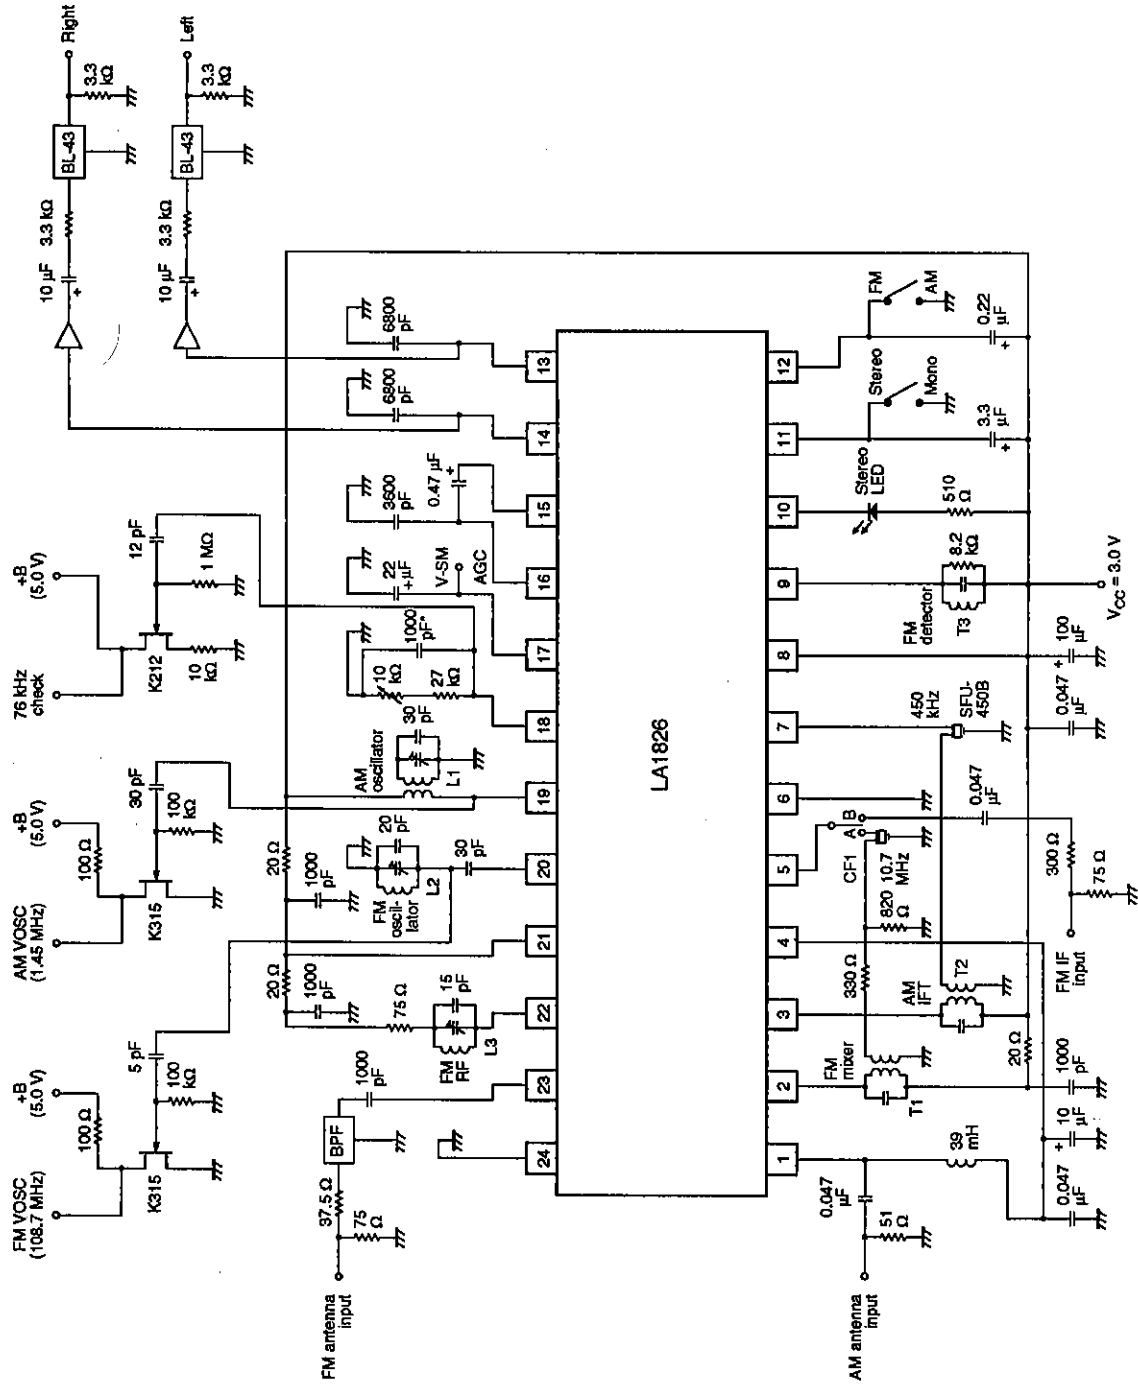 Right
Left
3.3
kΩ
3.3
kΩ
BL-43
BL-43
3.3 kΩ
3.3 kΩ
10 µF
+
10 µF
+
76 kHz
check
+B
(5.0 V)
12 pF
1 MΩ
K212
10
kΩ
AM VOSC
(1.45 MHz)
+B
(5.0 V)
100 Ω
30 pF
100
kΩ
K315
FM VOSC
(108.7 MHz)
+B
(5.0 V)
100 Ω
5 pF
100
kΩ
K315
6800
pF
6800
pF
0.47 µF
+
3600
pF
22
+µF
V-SM
AGC
1000
pF*
10
kΩ
27
kΩ
30
pF
AM
oscillator
L1
20 Ω
1000
pF
20
pF
30
pF
FM
oscil-
lator
L2
20 Ω
1000
pF
75 Ω
15
pF
FM
RF
L3
1000
pF
BPF
37.5 Ω
75
Ω
FM antenna
input
24
23
22
21
20
19
18
17
16
15
14
13
LA1826
1
2
3
4
5
6
7
8
9
10
11
12
AM antenna
input
51
Ω
0.047
µF
39
mH
0.047
µF
10
µF
+
1000
pF
20 Ω
FM
mixer
T1
330 Ω
820
Ω
AM
IFT
T2
CF1
A
B
10.7
MHz
FM IF
input
75 Ω
300 Ω
0.047
µF
450
kHz
SFU-
450B
0.047
µF
100
µF
+
VCC = 3.0 V
FM
detector
T3
8.2
kΩ
510
Ω
Stereo
LED
Stereo
Mono
3.3
µF
+
FM
AM
0.22
µF
+